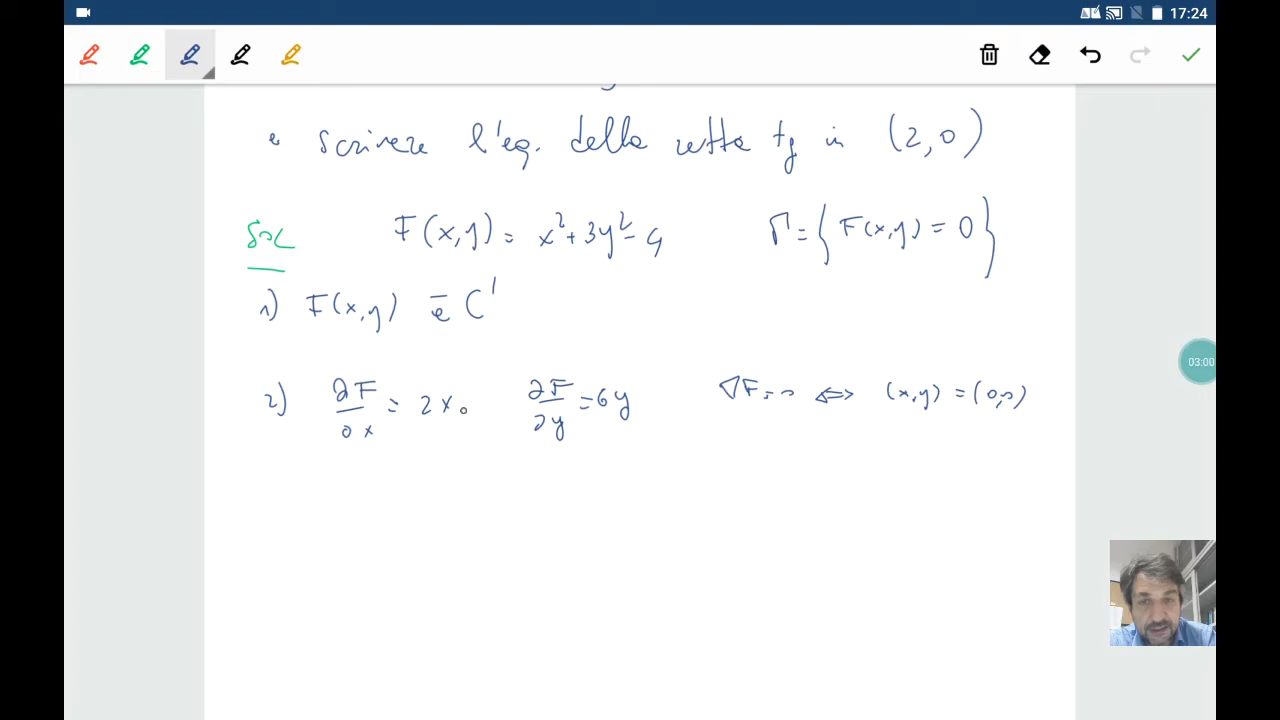 17:24
e scrivere l'eq. della retta tg in (2,0)
Sol F(x,y) = x²+3y²-4 Γ = { F(x,y) = 0 }
1) F(x,y) è C¹
2) ∂F/∂x = 2x ∂F/∂y = 6y ∇F = 0 ⇔ (x,y) = (0,0)
03:00